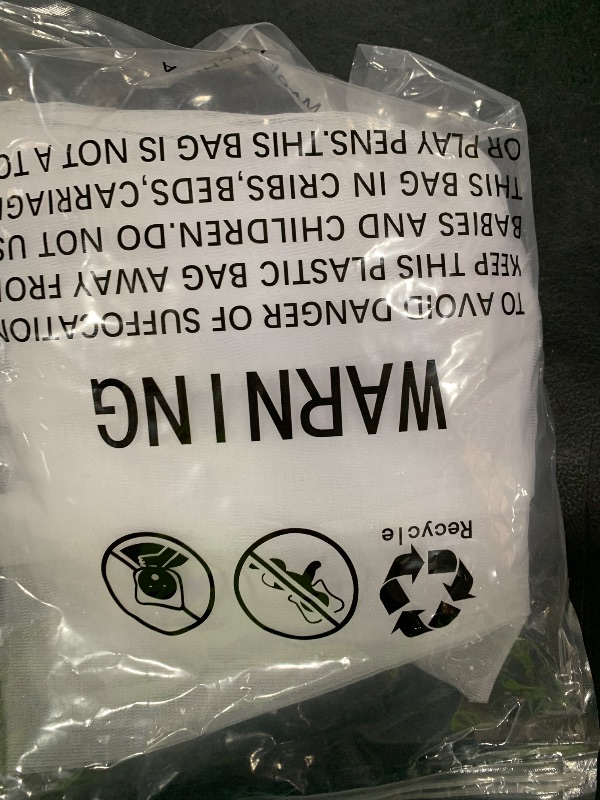 Recycle
WARNING
TO AVOID DANGER OF SUFFOCATION
KEEP THIS PLASTIC BAG AWAY FROM
BABIES AND CHILDREN.DO NOT US
THIS BAG IN CRIBS,BEDS,CARRIAG
OR PLAY PENS.THIS BAG IS NOT A TO